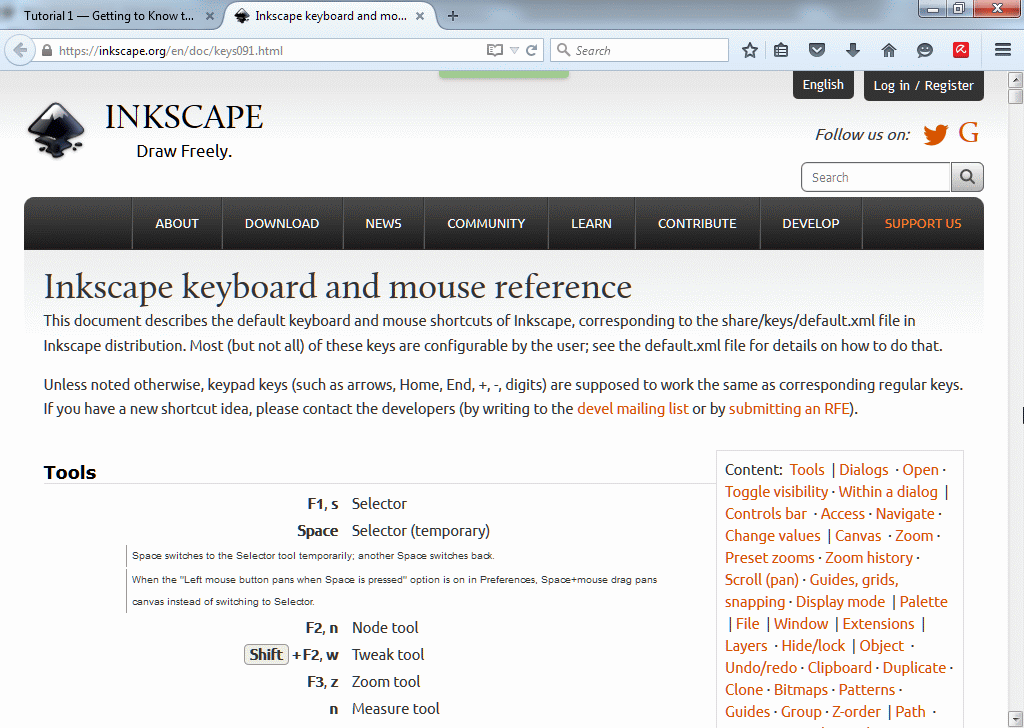 Tutorial 1 — Getting to Know t...
Inkscape keyboard and mo...
https://inkscape.org/en/doc/keys091.html
Search
English
Log in / Register
INKSCAPE
Draw Freely.
Follow us on:
G
Search
ABOUT
DOWNLOAD
NEWS
COMMUNITY
LEARN
CONTRIBUTE
DEVELOP
SUPPORT US
Inkscape keyboard and mouse reference
This document describes the default keyboard and mouse shortcuts of Inkscape, corresponding to the share/keys/default.xml file in
Inkscape distribution. Most (but not all) of these keys are configurable by the user; see the default.xml file for details on how to do that.
Unless noted otherwise, keypad keys (such as arrows, Home, End, +, -, digits) are supposed to work the same as corresponding regular keys.
If you have a new shortcut idea, please contact the developers (by writing to the devel mailing list or by submitting an RFE).
Tools
F1, s Selector
Space Selector (temporary)
Space switches to the Selector tool temporarily; another Space switches back.
When the "Left mouse button pans when Space is pressed" option is on in Preferences, Space+mouse drag pans
canvas instead of switching to Selector.
F2, n Node tool
Shift +F2, w Tweak tool
F3, z Zoom tool
n Measure tool
Content: Tools | Dialogs · Open ·
Toggle visibility · Within a dialog |
Controls bar · Access · Navigate ·
Change values | Canvas · Zoom ·
Preset zooms · Zoom history ·
Scroll (pan) · Guides, grids,
snapping · Display mode | Palette
| File | Window | Extensions |
Layers · Hide/lock | Object ·
Undo/redo · Clipboard · Duplicate ·
Clone · Bitmaps · Patterns ·
Guides · Group · Z-order | Path ·